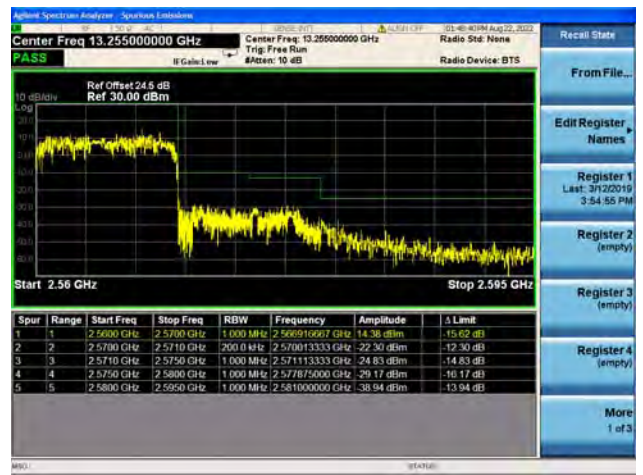 Agilent Spectrum Analyzer - Spurious Emissions
RF 50 Ω AC SENSE:INT ALIGN OFF 01:48:40 PM Aug 22, 2022
Center Freq 13.255000000 GHz
Center Freq: 13.255000000 GHz
Radio Std: None
Trig: Free Run
PASS
IFGain:Low
#Atten: 10 dB
Radio Device: BTS
Ref Offset 24.5 dB
10 dB/div Ref 30.00 dBm
Log
Start 2.56 GHz
Stop 2.595 GHz
Spur Range Start Freq Stop Freq RBW Frequency Amplitude Δ Limit
1 1 2.5600 GHz 2.5700 GHz 1.000 MHz 2.566916667 GHz 14.38 dBm -15.62 dB
2 2 2.5700 GHz 2.5710 GHz 200.0 kHz 2.570013333 GHz -22.30 dBm -12.30 dB
3 3 2.5710 GHz 2.5750 GHz 1.000 MHz 2.571113333 GHz -24.83 dBm -14.83 dB
4 4 2.5750 GHz 2.5800 GHz 1.000 MHz 2.577875000 GHz -29.17 dBm -16.17 dB
5 5 2.5800 GHz 2.5950 GHz 1.000 MHz 2.581000000 GHz -38.94 dBm -13.94 dB
MSG
STATUS
Recall State
From File...
Edit Register
Names
Register 1
Last: 3/12/2019
3:54:55 PM
Register 2
(empty)
Register 3
(empty)
Register 4
(empty)
More
1 of 3